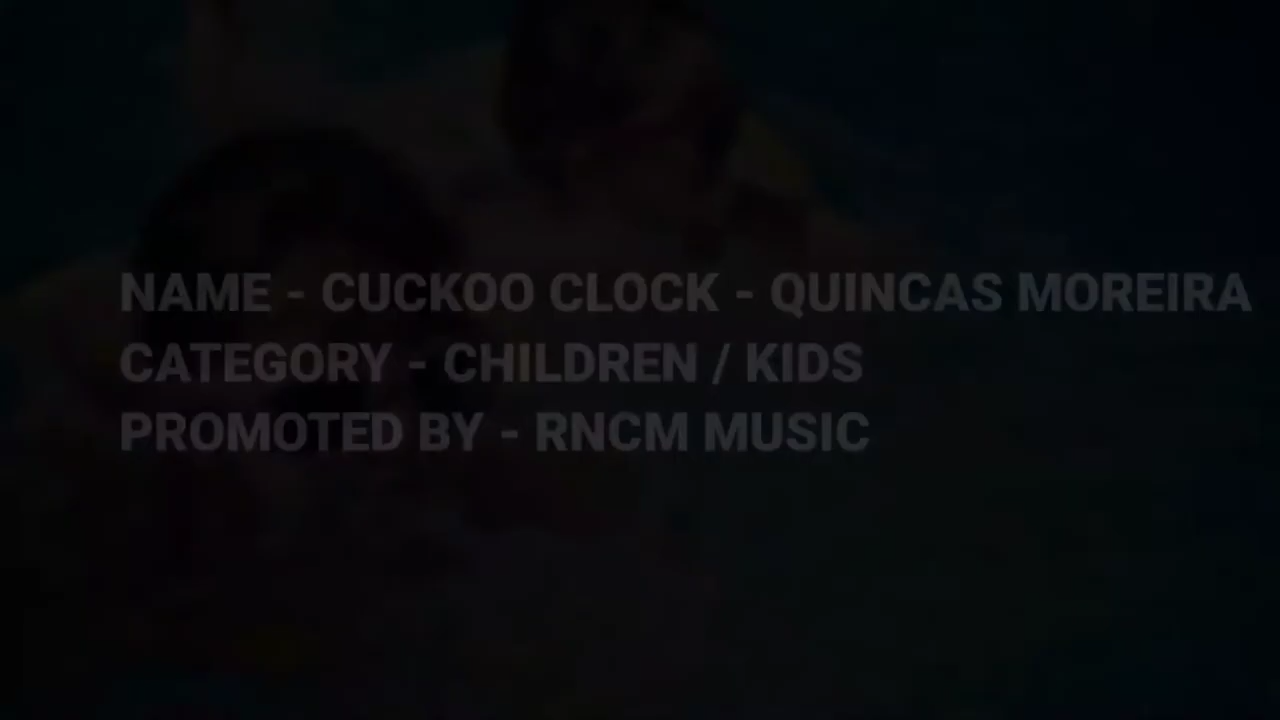 NAME - CUCKOO CLOCK - QUINCAS MOREIRA
CATEGORY - CHILDREN / KIDS
PROMOTED BY - RNCM MUSIC